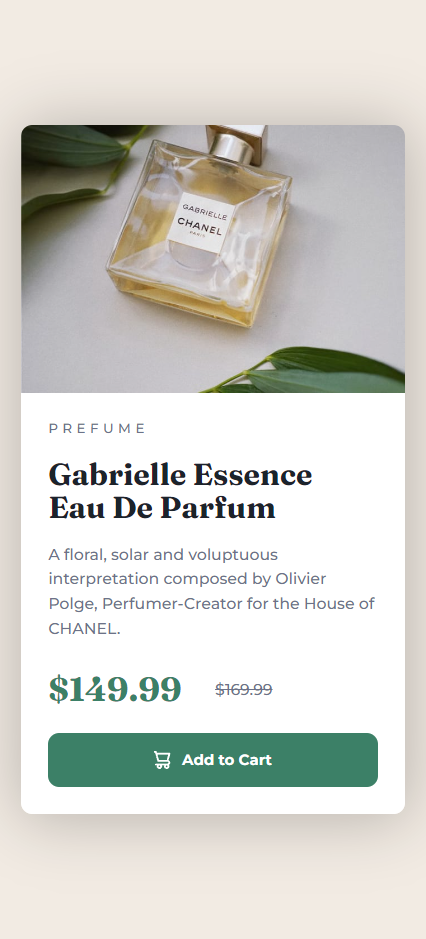 GABRIELLE
CHANEL
PARIS
PREFUME
Gabrielle Essence
Eau De Parfum
A floral, solar and voluptuous
interpretation composed by Olivier
Polge, Perfumer-Creator for the House of
CHANEL.
$149.99 $169.99
Add to Cart